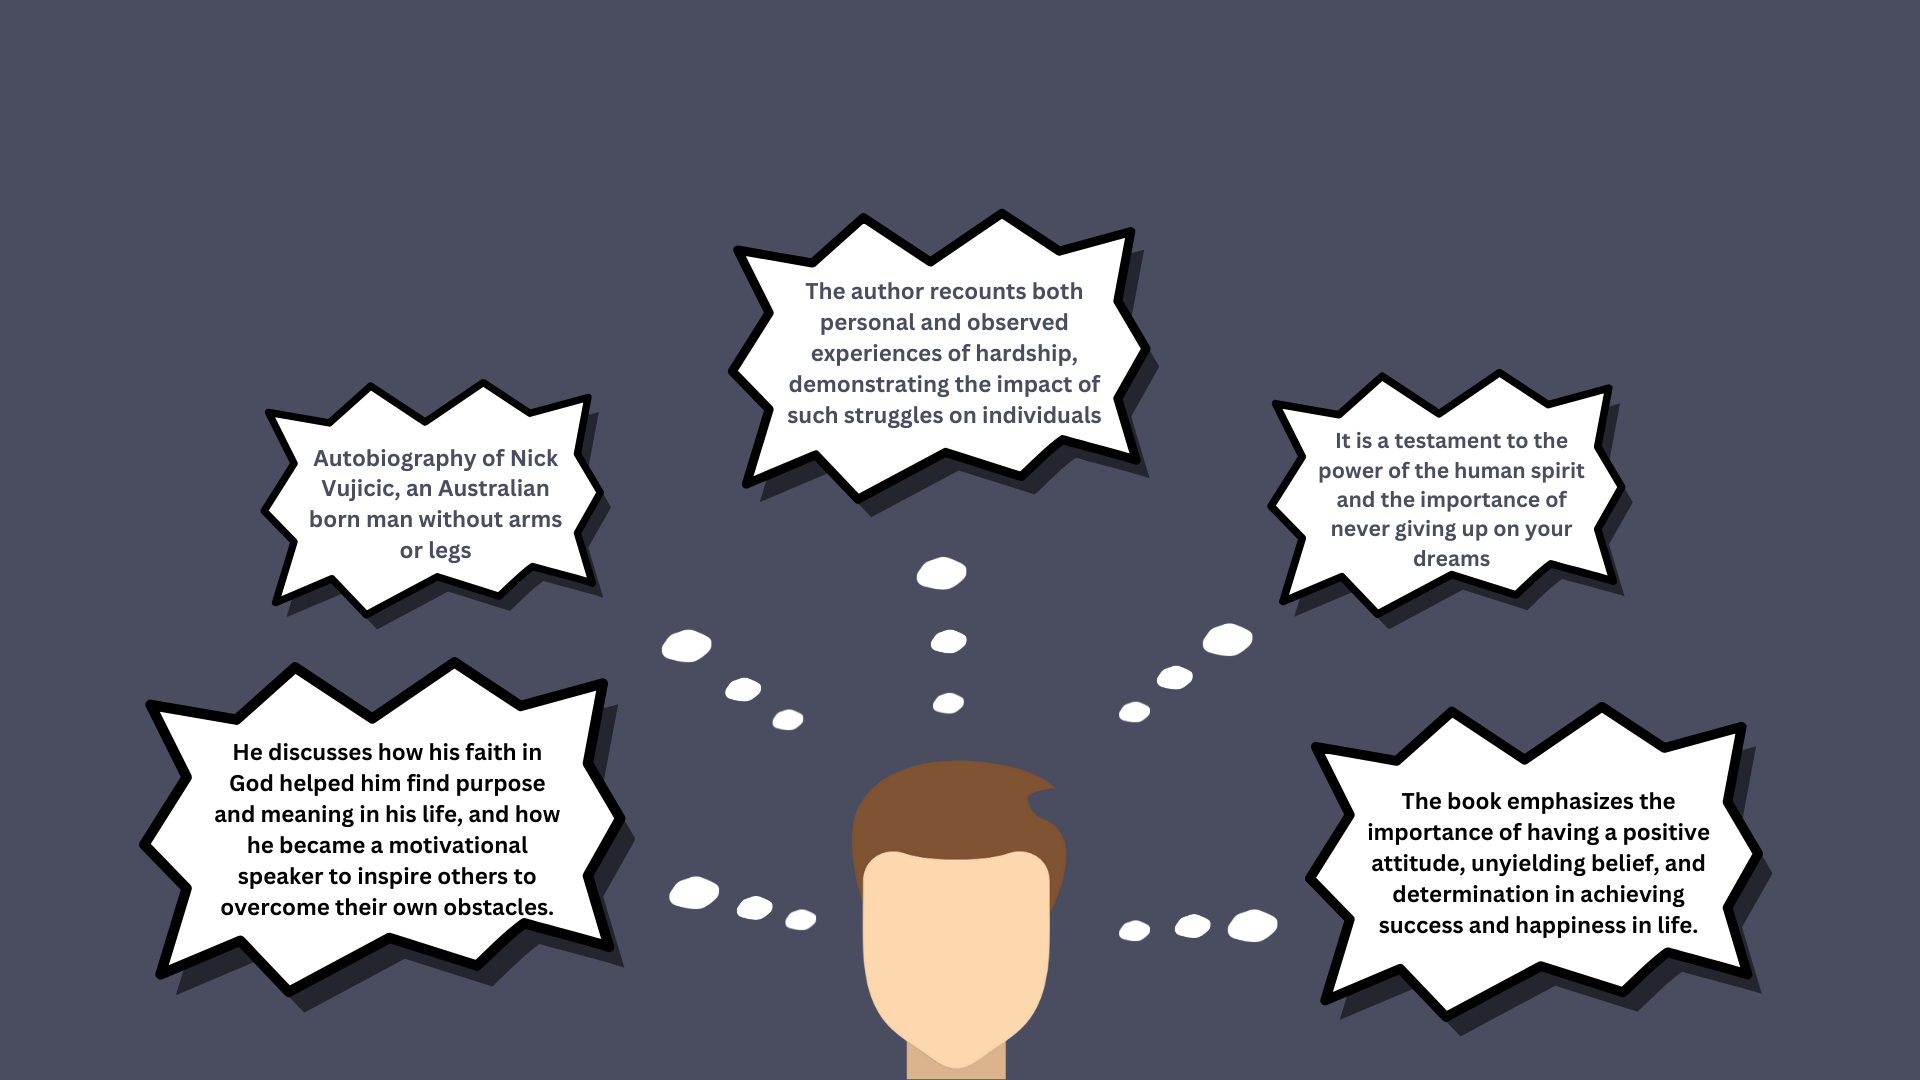 The author recounts both
personal and observed
experiences of hardship,
demonstrating the impact of
such struggles on individuals
Autobiography of Nick
Vujicic, an Australian
born man without arms
or legs
It is a testament to the
power of the human spirit
and the importance of
never giving up on your
dreams
He discusses how his faith in
God helped him find purpose
and meaning in his life, and how
he became a motivational
speaker to inspire others to
overcome their own obstacles.
The book emphasizes the
importance of having a positive
attitude, unyielding belief, and
determination in achieving
success and happiness in life.